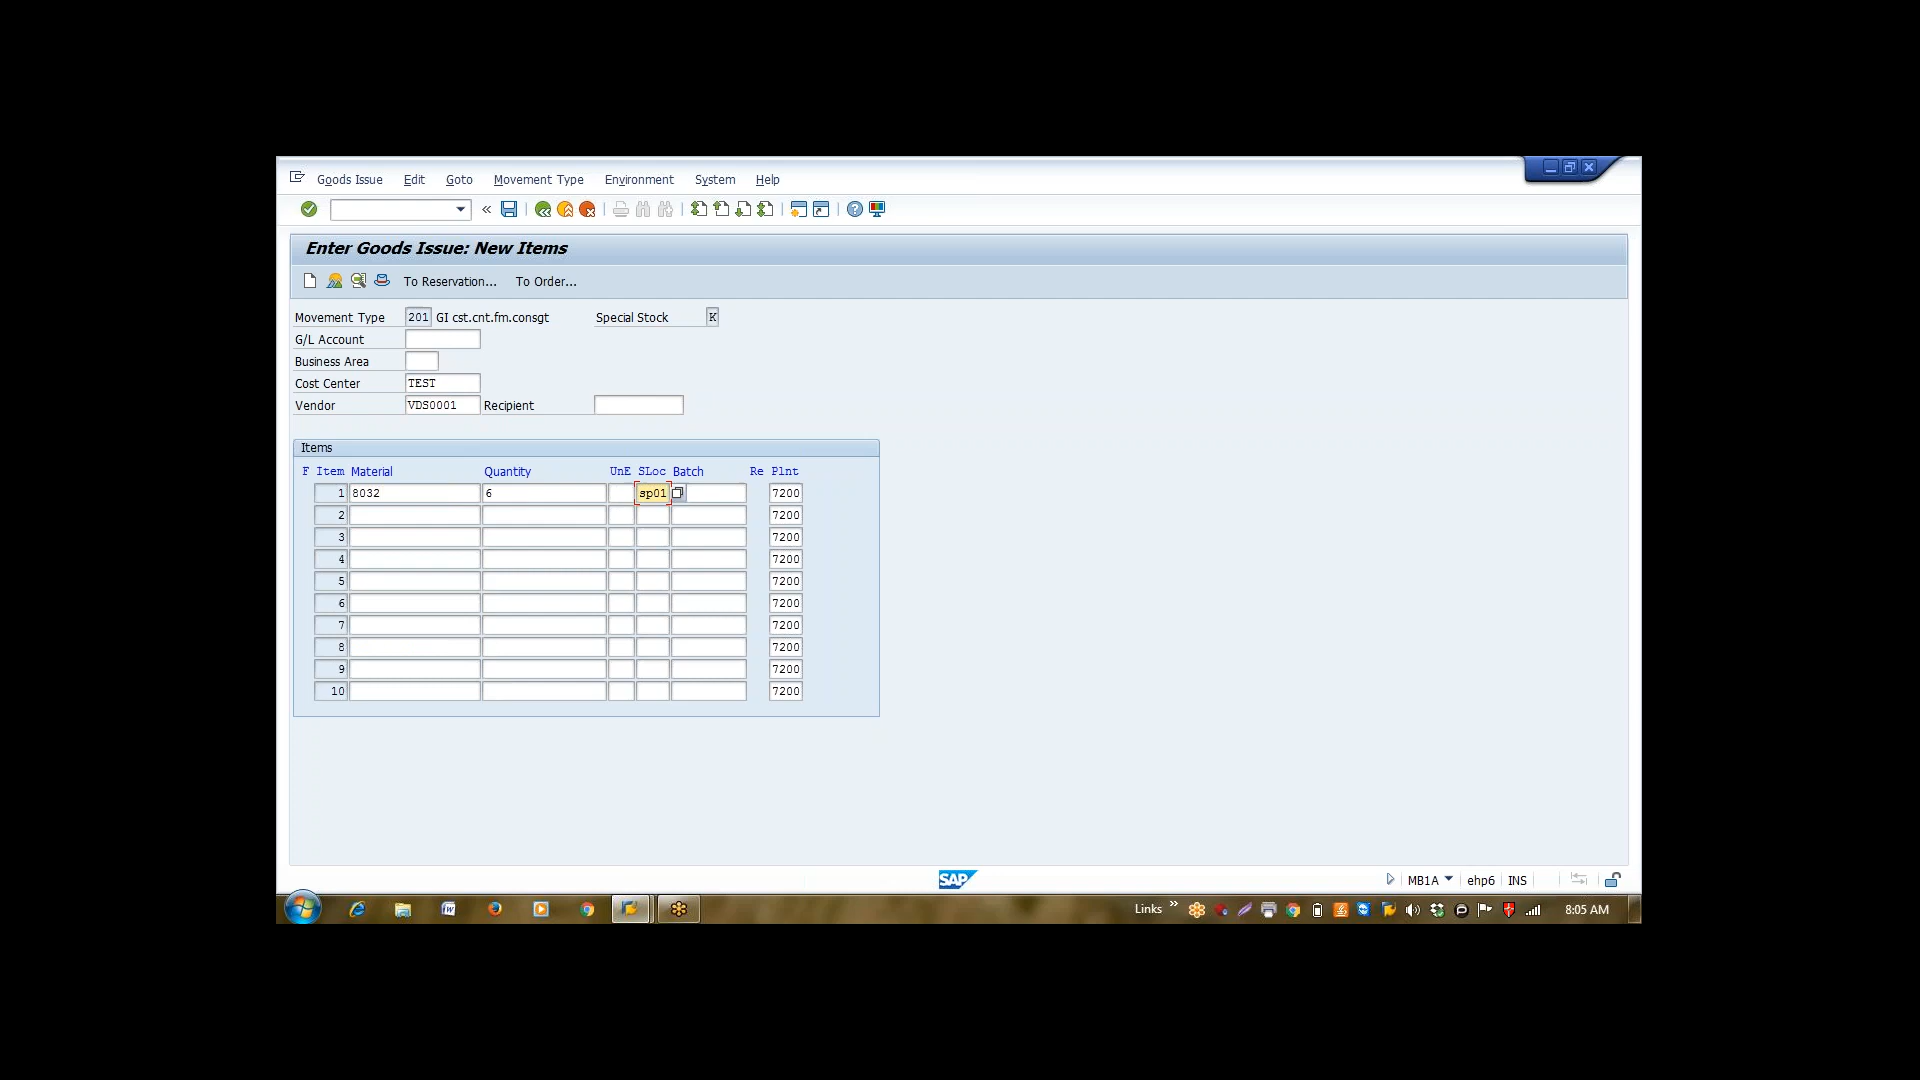 Goods Issue Edit Goto Movement Type Environment System Help
Enter Goods Issue: New Items
To Reservation... To Order...
Movement Type 201 GI cst.cnt.fm.consgt Special Stock K
G/L Account
Business Area
Cost Center TEST
Vendor VDS0001 Recipient
Items
F Item Material Quantity UnE SLoc Batch Re Plnt
1 8032 6 sp01 7200
2 7200
3 7200
4 7200
5 7200
6 7200
7 7200
8 7200
9 7200
10 7200
SAP MB1A ehp6 INS
Links 8:05 AM